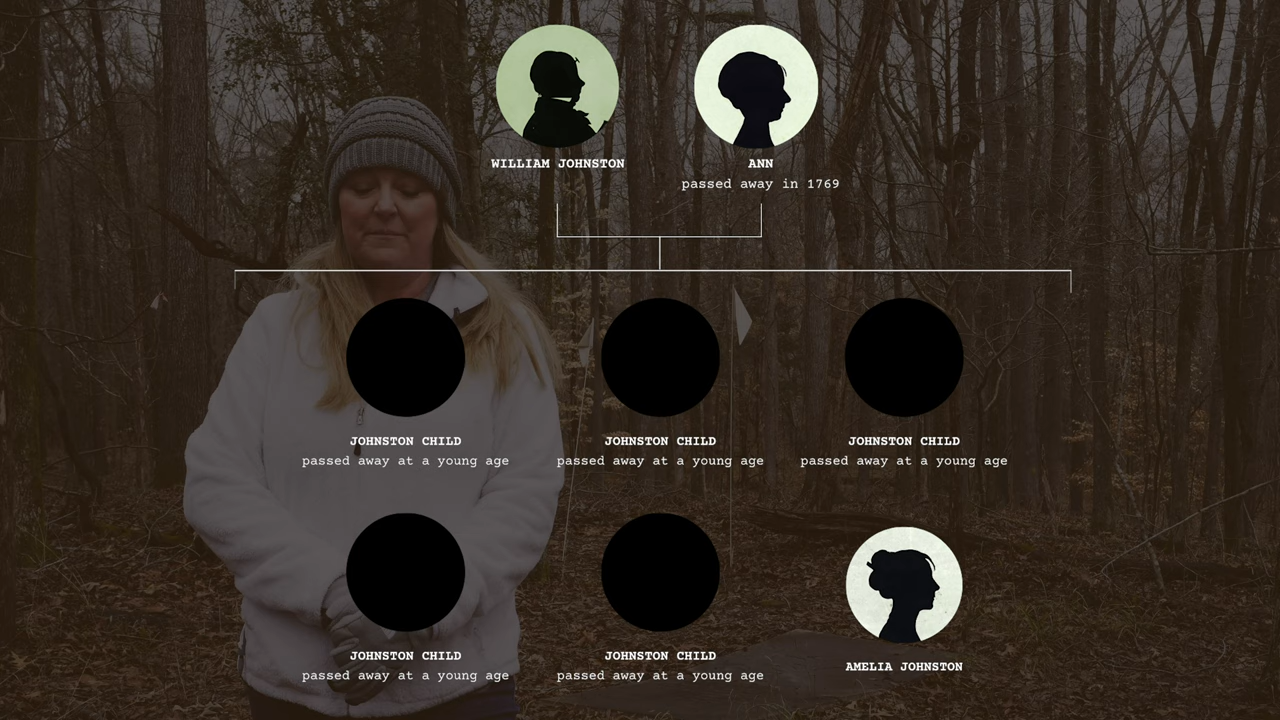 WILLIAM JOHNSTON
ANN
passed away in 1769
JOHNSTON CHILD
passed away at a young age
JOHNSTON CHILD
passed away at a young age
JOHNSTON CHILD
passed away at a young age
JOHNSTON CHILD
passed away at a young age
JOHNSTON CHILD
passed away at a young age
AMELIA JOHNSTON